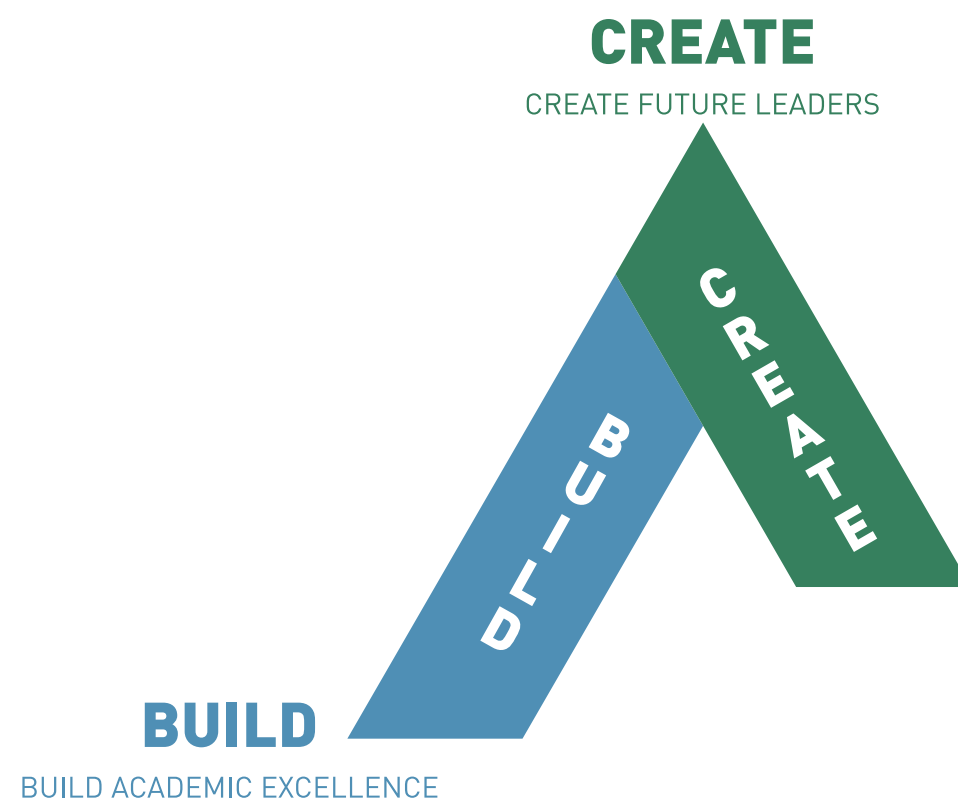 CREATE
CREATE FUTURE LEADERS
CREATE
BUILD
BUILD
BUILD ACADEMIC EXCELLENCE